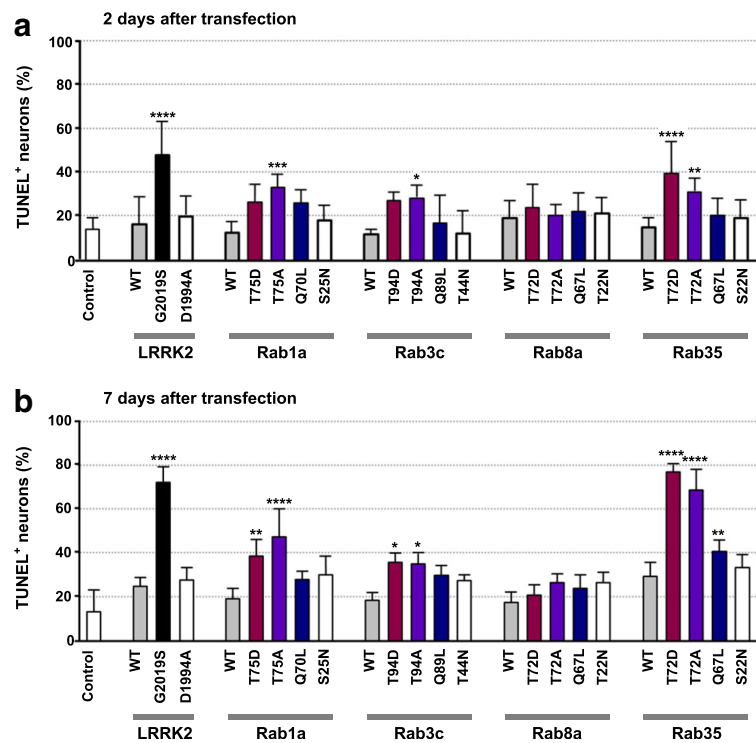 a
2 days after transfection
TUNEL+ neurons (%)
100
80
60
40
20
0
**** *** * **** **
Control WT G2019S D1994A WT T75D T75A Q70L S25N WT T94D T94A Q89L T44N WT T72D T72A Q67L T22N WT T72D T72A Q67L S22N
LRRK2 Rab1a Rab3c Rab8a Rab35
b
7 days after transfection
TUNEL+ neurons (%)
100
80
60
40
20
0
**** ** **** * * **** **** **
Control WT G2019S D1994A WT T75D T75A Q70L S25N WT T94D T94A Q89L T44N WT T72D T72A Q67L T22N WT T72D T72A Q67L S22N
LRRK2 Rab1a Rab3c Rab8a Rab35